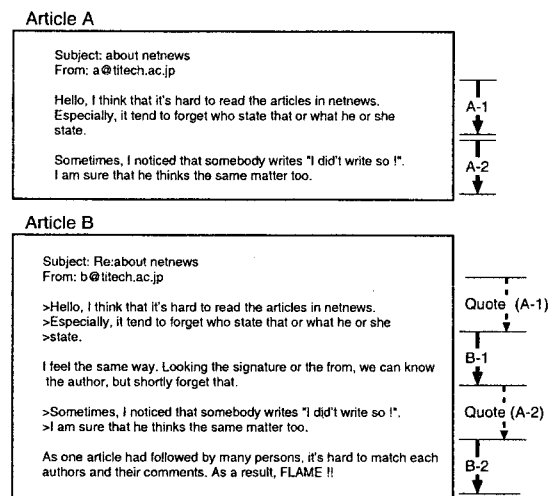 Article A
Subject: about netnews
From: a@titech.ac.jp
Hello, I think that it's hard to read the articles in netnews.
Especially, it tend to forget who state that or what he or she
state.
Sometimes, I noticed that somebody writes "I did't write so !".
I am sure that he thinks the same matter too.
A-1
A-2
Article B
Subject: Re:about netnews
From: b@titech.ac.jp
>Hello, I think that it's hard to read the articles in netnews.
>Especially, it tend to forget who state that or what he or she
>state.
I feel the same way. Looking the signature or the from, we can know
the author, but shortly forget that.
>Sometimes, I noticed that somebody writes "I did't write so !".
>I am sure that he thinks the same matter too.
As one article had followed by many persons, it's hard to match each
authors and their comments. As a result, FLAME !!
Quote (A-1)
B-1
Quote (A-2)
B-2